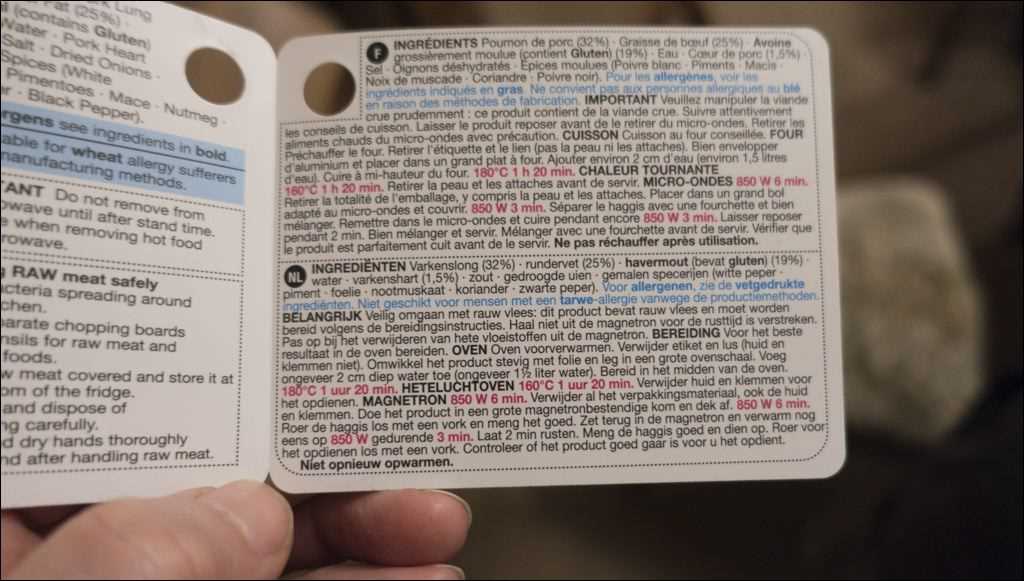 rk Lung
Fat (25%) ·
(contains Gluten)
Water · Pork Heart
Salt · Dried Onions ·
Spices (White
Pimentoes · Mace · Nutmeg ·
r · Black Pepper).
rgens see ingredients in bold.
able for wheat allergy sufferers
manufacturing methods.
TANT Do not remove from
owave until after stand time.
e when removing hot food
rowave.
g RAW meat safely
acteria spreading around
chen.
parate chopping boards
nsils for raw meat and
foods.
w meat covered and store it at
om of the fridge.
and dispose of
ng carefully.
d dry hands thoroughly
nd after handling raw meat.
F INGRÉDIENTS Poumon de porc (32%) · Graisse de bœuf (25%) · Avoine
grossièrement moulue (contient Gluten) (19%) · Eau · Cœur de porc (1,5%) ·
Sel · Oignons déshydratés · Epices moulues (Poivre blanc · Piments · Macis ·
Noix de muscade · Coriandre · Poivre noir). Pour les allergènes, voir les
ingrédients indiqués en gras. Ne convient pas aux personnes allergiques au blé
en raison des méthodes de fabrication. IMPORTANT Veuillez manipuler la viande
crue prudemment : ce produit contient de la viande crue. Suivre attentivement
les conseils de cuisson. Laisser le produit reposer avant de le retirer du micro-ondes. Retirer les
aliments chauds du micro-ondes avec précaution. CUISSON Cuisson au four conseillée. FOUR
Préchauffer le four. Retirer l'étiquette et le lien (pas la peau ni les attaches). Bien envelopper
d'aluminium et placer dans un grand plat à four. Ajouter environ 2 cm d'eau (environ 1,5 litres
d'eau). Cuire à mi-hauteur du four. 180°C 1 h 20 min. CHALEUR TOURNANTE
160°C 1 h 20 min. Retirer la peau et les attaches avant de servir. MICRO-ONDES 850 W 6 min.
Retirer la totalité de l'emballage, y compris la peau et les attaches. Placer dans un grand bol
adapté au micro-ondes et couvrir. 850 W 3 min. Séparer le haggis avec une fourchette et bien
mélanger. Remettre dans le micro-ondes et cuire pendant encore 850 W 3 min. Laisser reposer
pendant 2 min. Bien mélanger et servir. Mélanger avec une fourchette avant de servir. Vérifier que
le produit est parfaitement cuit avant de le servir. Ne pas réchauffer après utilisation.
NL INGREDIËNTEN Varkenslong (32%) · rundervet (25%) · havermout (bevat gluten) (19%) ·
water · varkenshart (1,5%) · zout · gedroogde uien · gemalen specerijen (witte peper ·
piment · foelie · nootmuskaat · koriander · zwarte peper). Voor allergenen, zie de vetgedrukte
ingrediënten. Niet geschikt voor mensen met een tarwe-allergie vanwege de productiemethoden.
BELANGRIJK Veilig omgaan met rauw vlees: dit product bevat rauw vlees en moet worden
bereid volgens de bereidingsinstructies. Haal niet uit de magnetron voor de rusttijd is verstreken.
Pas op bij het verwijderen van hete vloeistoffen uit de magnetron. BEREIDING Voor het beste
resultaat in de oven bereiden. OVEN Oven voorverwarmen. Verwijder etiket en lus (huid en
klemmen niet). Omwikkel het product stevig met folie en leg in een grote ovenschaal. Voeg
ongeveer 2 cm diep water toe (ongeveer 1½ liter water). Bereid in het midden van de oven.
180°C 1 uur 20 min. HETELUCHTOVEN 160°C 1 uur 20 min. Verwijder huid en klemmen voor
het opdienen. MAGNETRON 850 W 6 min. Verwijder al het verpakkingsmateriaal, ook de huid
en klemmen. Doe het product in een grote magnetronbestendige kom en dek af. 850 W 6 min.
Roer de haggis los met een vork en meng het goed. Zet terug in de magnetron en verwarm nog
eens op 850 W gedurende 3 min. Laat 2 min rusten. Meng de haggis goed en dien op. Roer voor
het opdienen los met een vork. Controleer of het product goed gaar is voor u het opdient.
Niet opnieuw opwarmen.